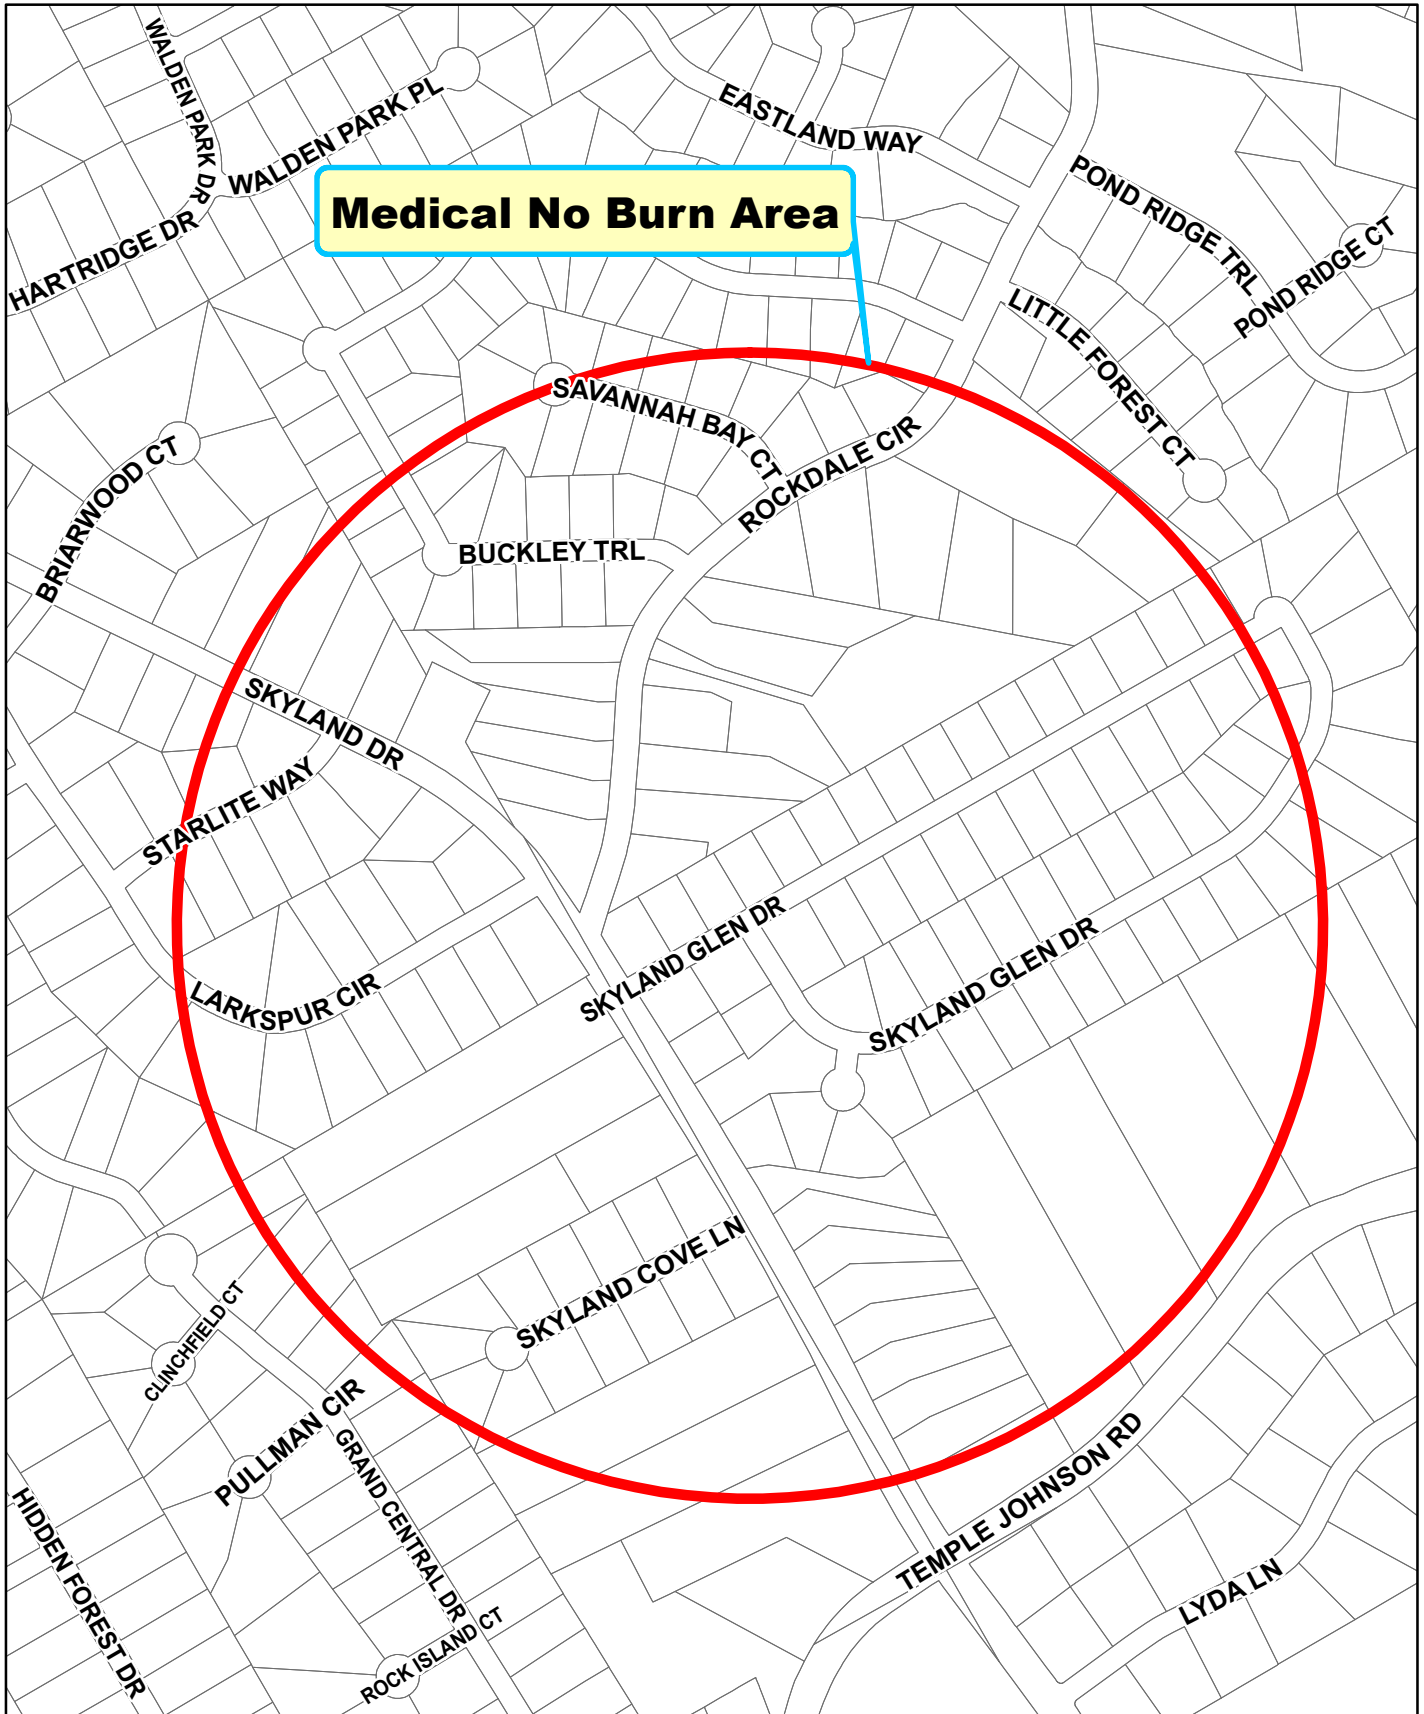 WALDEN PARK DR
WALDEN PARK PL
EASTLAND WAY
HARTRIDGE DR
Medical No Burn Area
POND RIDGE TRL
POND RIDGE CT
LITTLE FOREST CT
SAVANNAH BAY CT
ROCKDALE CIR
BRIARWOOD CT
BUCKLEY TRL
SKYLAND DR
STARLITE WAY
SKYLAND GLEN DR
SKYLAND GLEN DR
LARKSPUR CIR
SKYLAND COVE LN
CLINCHFIELD CT
PULLMAN CIR
GRAND CENTRAL DR
TEMPLE JOHNSON RD
HIDDEN FOREST DR
LYDA LN
ROCK ISLAND CT